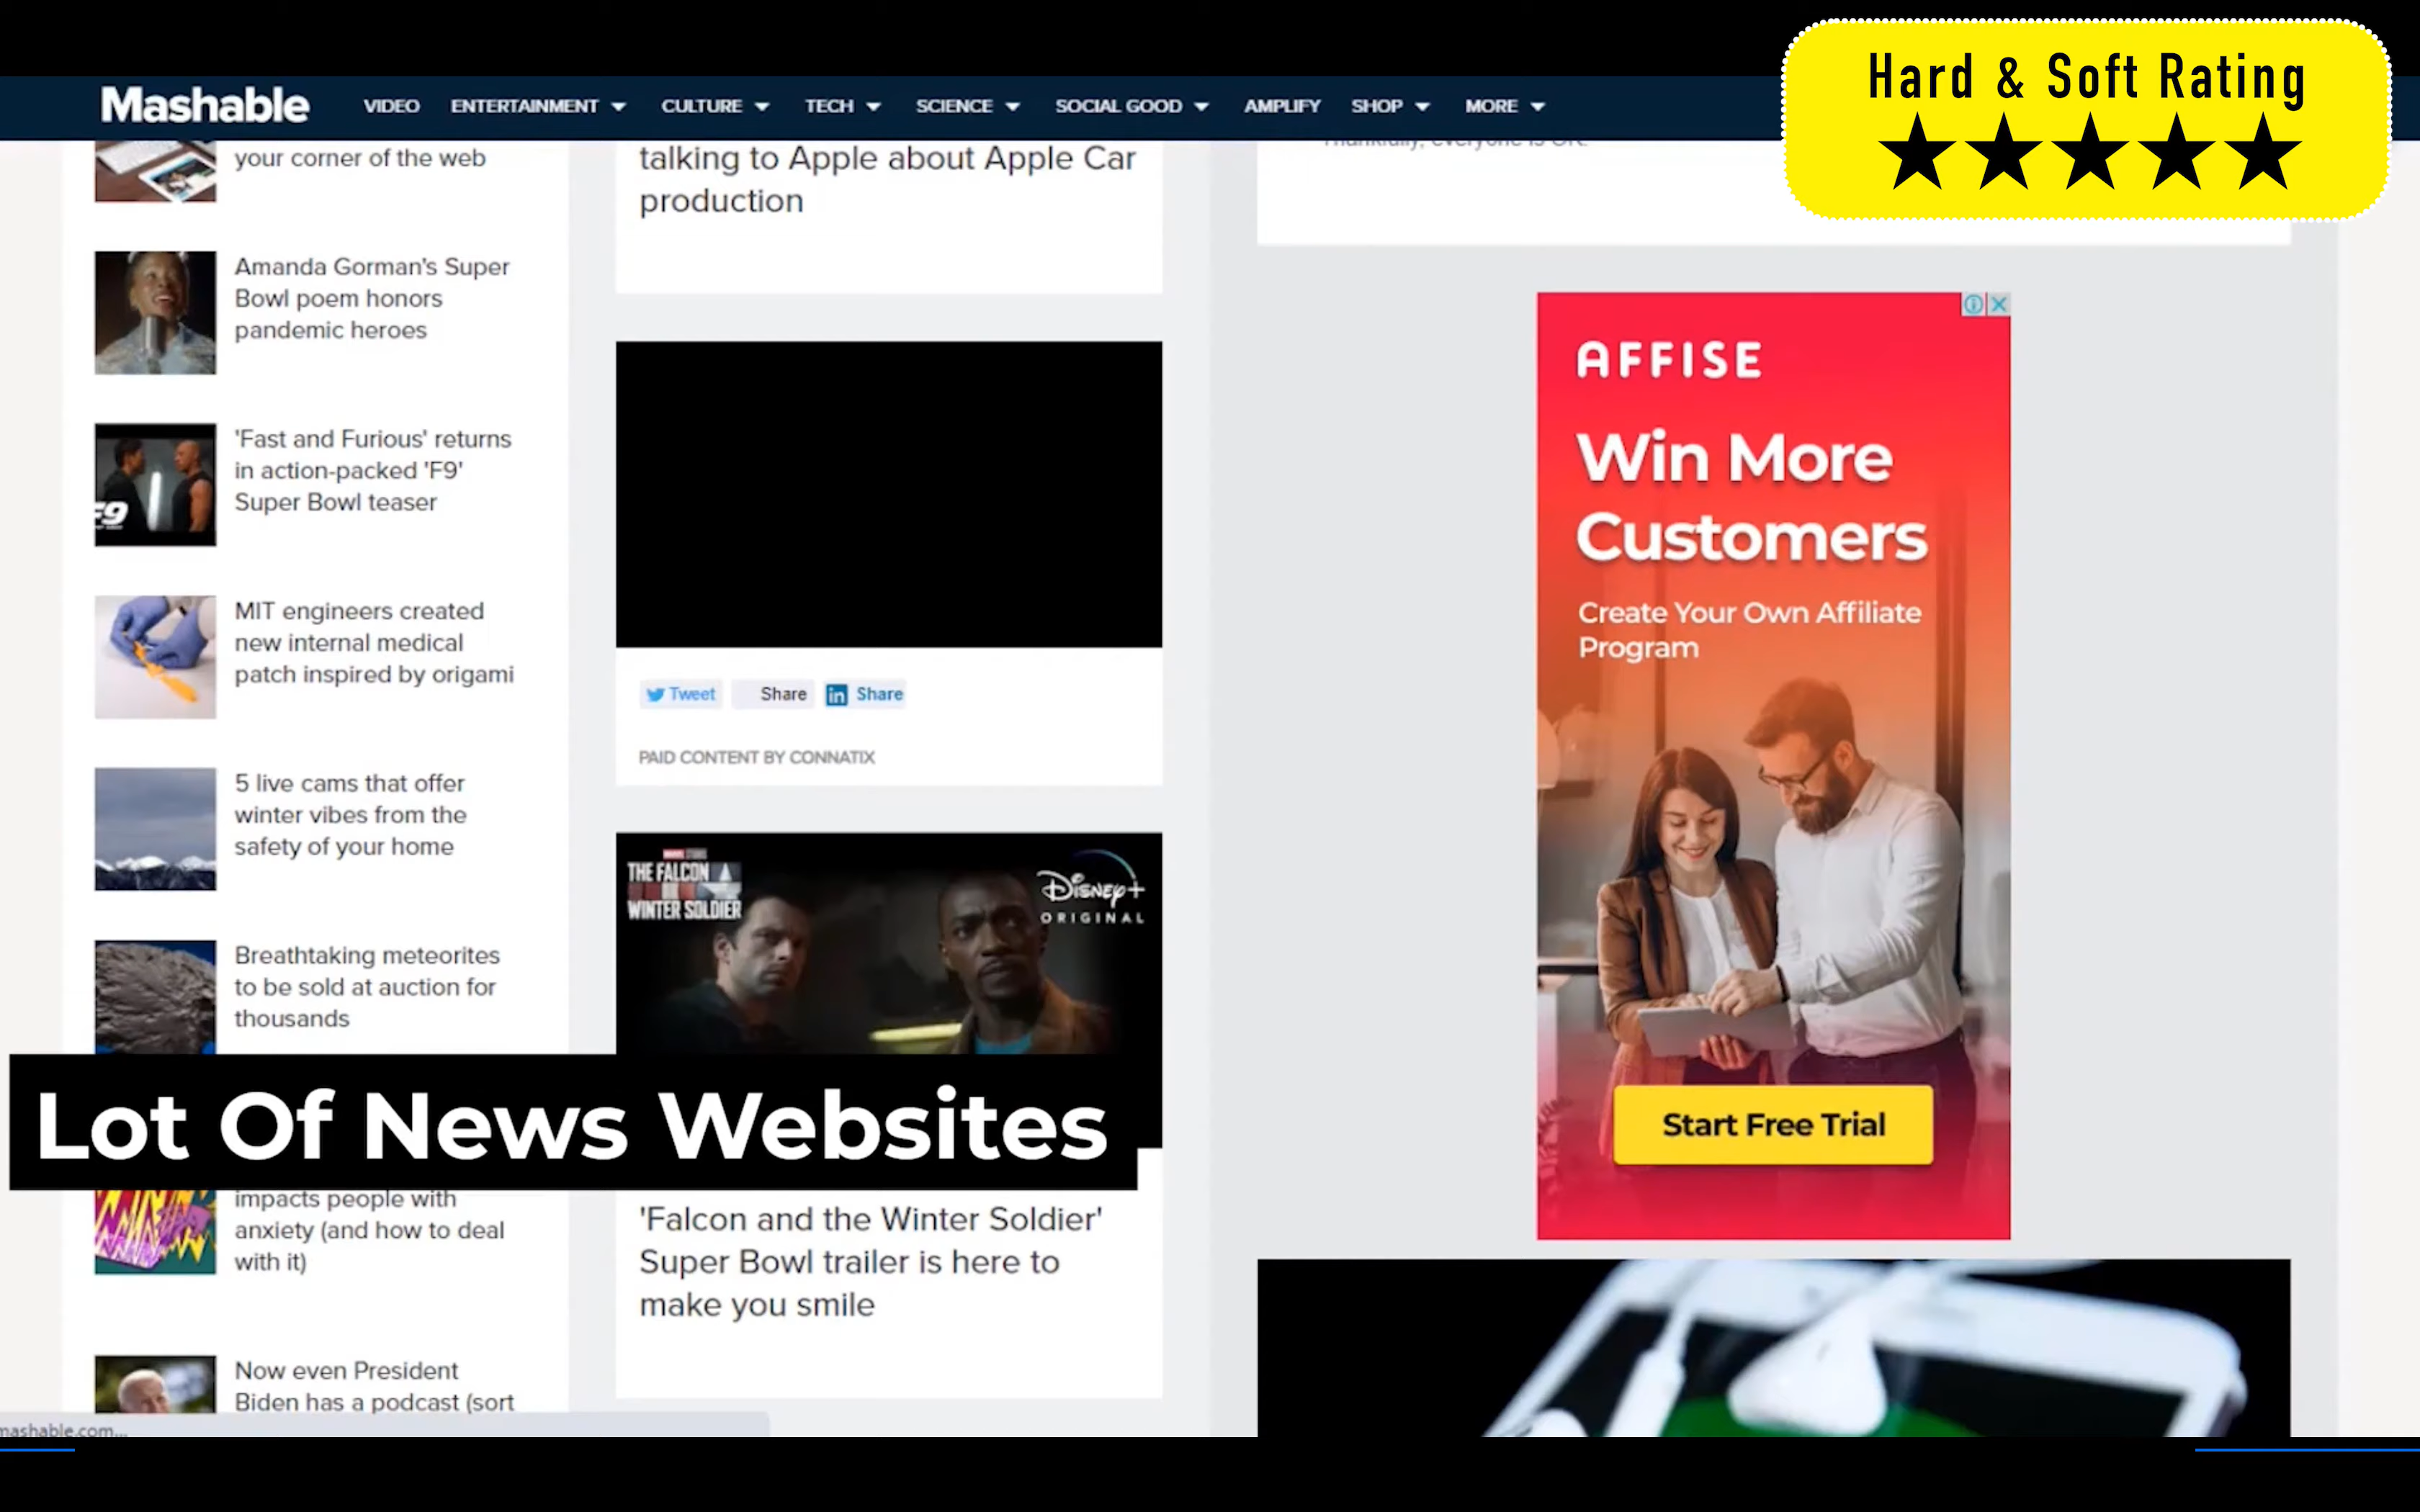 Hard & Soft Rating
Mashable
VIDEO
ENTERTAINMENT
CULTURE
TECH
SCIENCE
SOCIAL GOOD
AMPLIFY
SHOP
MORE
your corner of the web
Amanda Gorman's Super
Bowl poem honors
pandemic heroes
F9
'Fast and Furious' returns
in action-packed 'F9'
Super Bowl teaser
MIT engineers created
new internal medical
patch inspired by origami
5 live cams that offer
winter vibes from the
safety of your home
Breathtaking meteorites
to be sold at auction for
thousands
Lot Of News Websites
impacts people with
anxiety (and how to deal
with it)
Now even President
Biden has a podcast (sort
mashable.com...
talking to Apple about Apple Car
production
Tweet
Share
in Share
PAID CONTENT BY CONNATIX
THE FALCON
WINTER SOLDIER
Disney+
ORIGINAL
'Falcon and the Winter Soldier'
Super Bowl trailer is here to
make you smile
AFFISE
Win More
Customers
Create Your Own Affiliate
Program
Start Free Trial